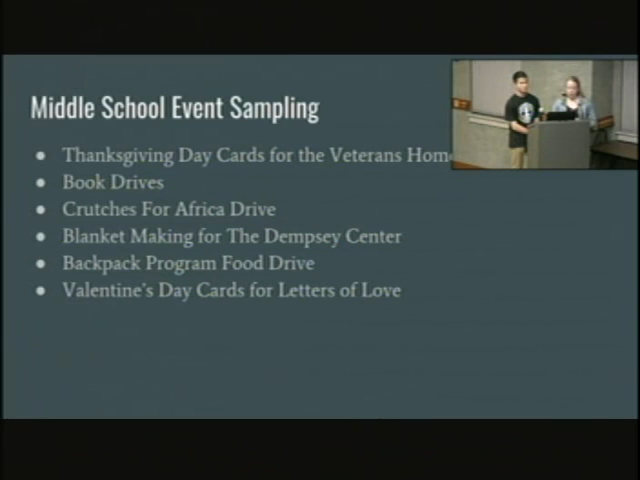 Middle School Event Sampling
• Thanksgiving Day Cards for the Veterans Hom
• Book Drives
• Crutches For Africa Drive
• Blanket Making for The Dempsey Center
• Backpack Program Food Drive
• Valentine's Day Cards for Letters of Love